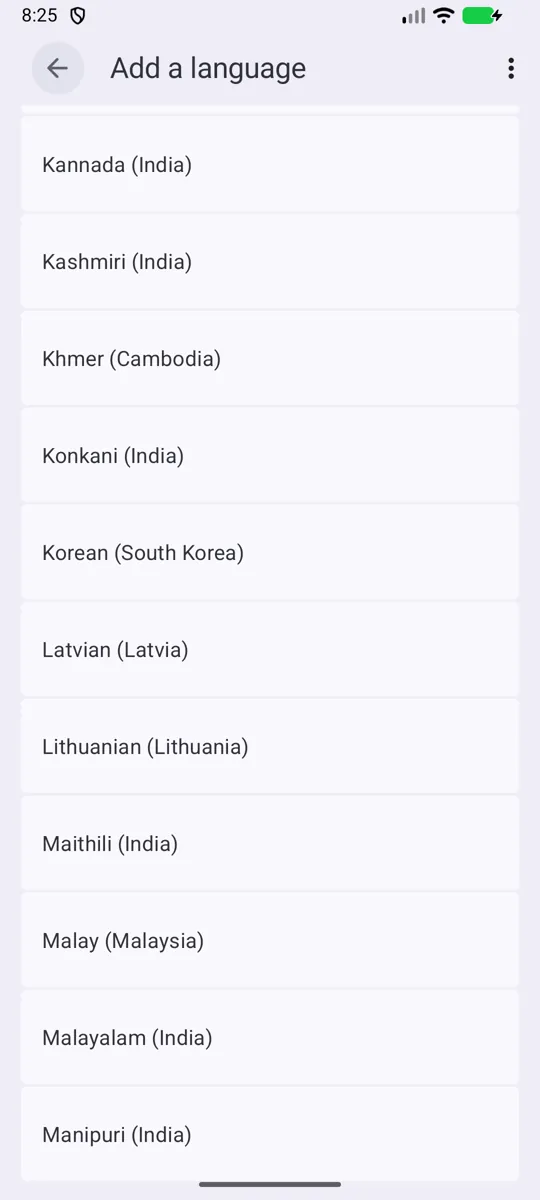 8:25
Add a language
Kannada (India)
Kashmiri (India)
Khmer (Cambodia)
Konkani (India)
Korean (South Korea)
Latvian (Latvia)
Lithuanian (Lithuania)
Maithili (India)
Malay (Malaysia)
Malayalam (India)
Manipuri (India)